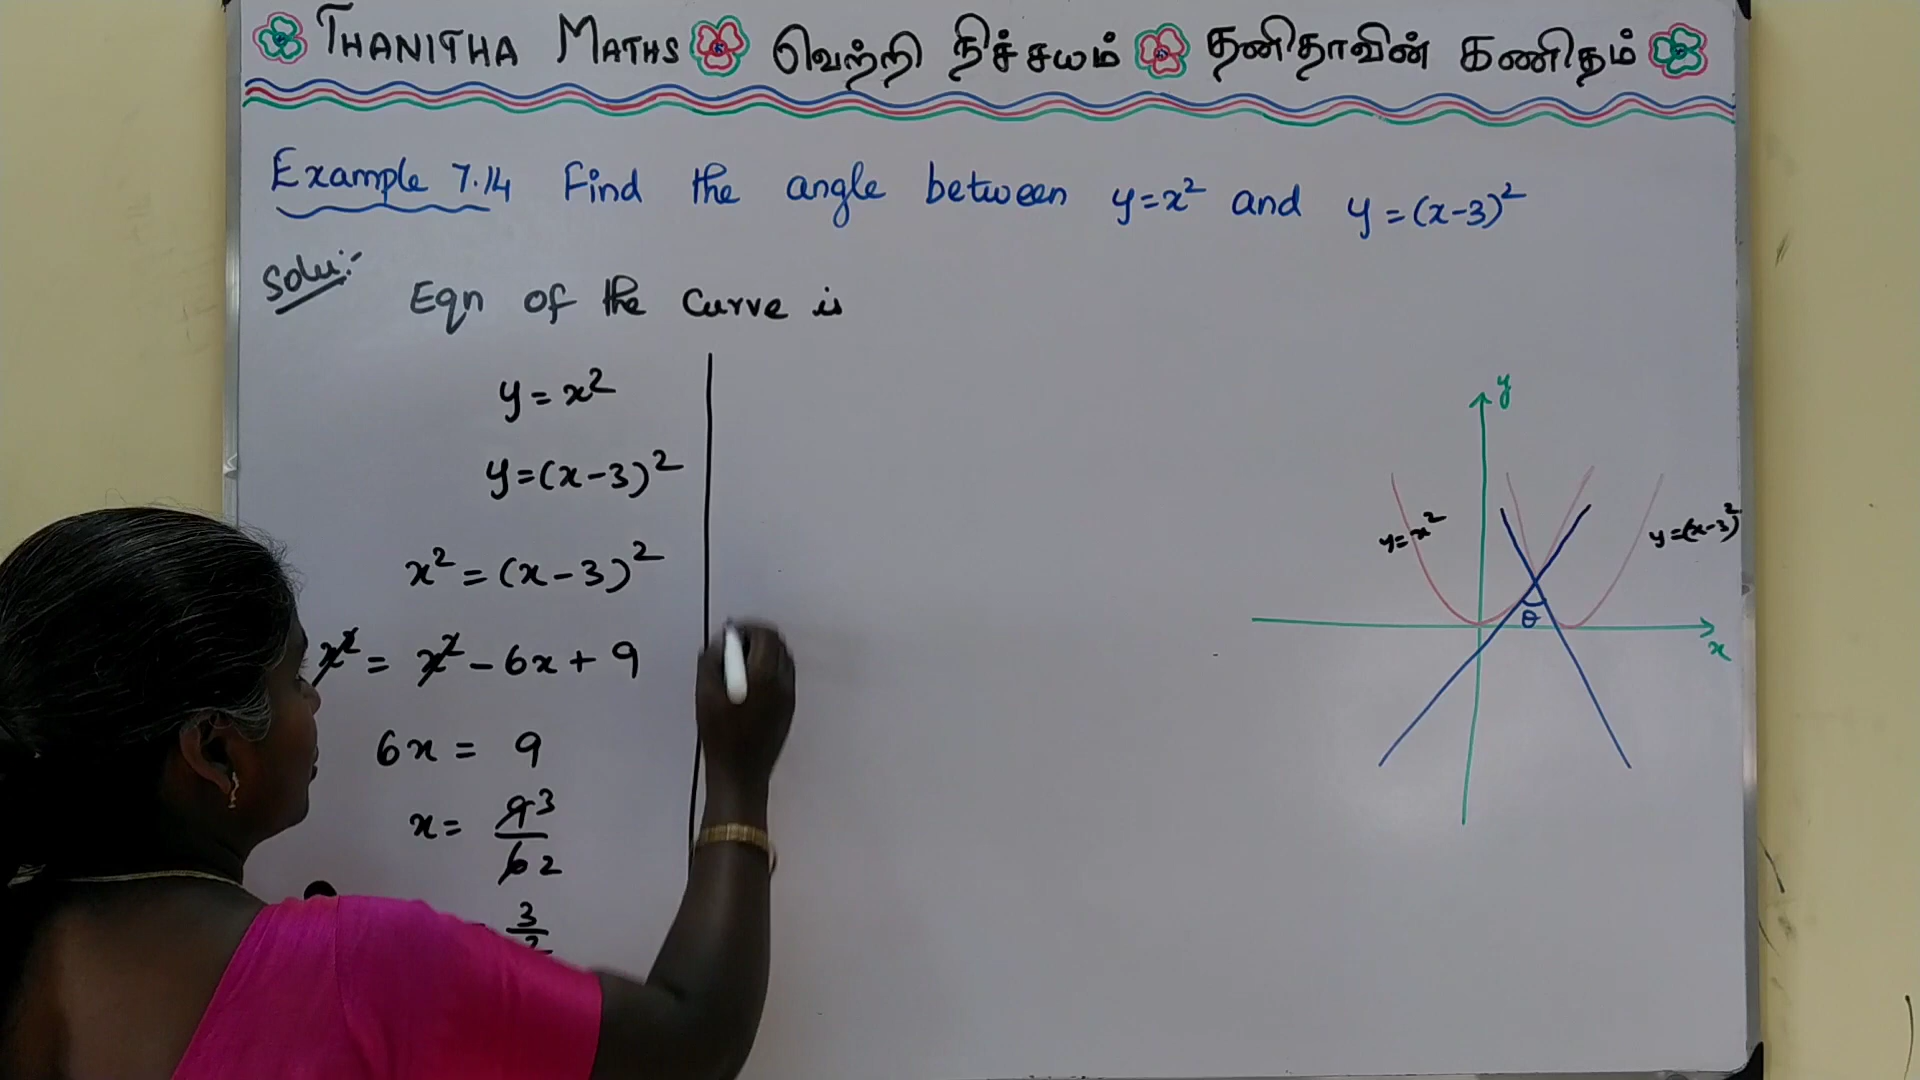 THANITHA MATHS வெற்றி நிச்சயம் தனிதாவின் கணிதம்
Example 7.14 Find the angle between y=x² and y=(x-3)²
Solu:-
Eqn of the curve is
y=x²
y=(x-3)²
x²=(x-3)²
x²= x²-6x+9
6x = 9
x= 9 3/6 2
3/2
y
y=x²
y=(x-3)²
θ
x